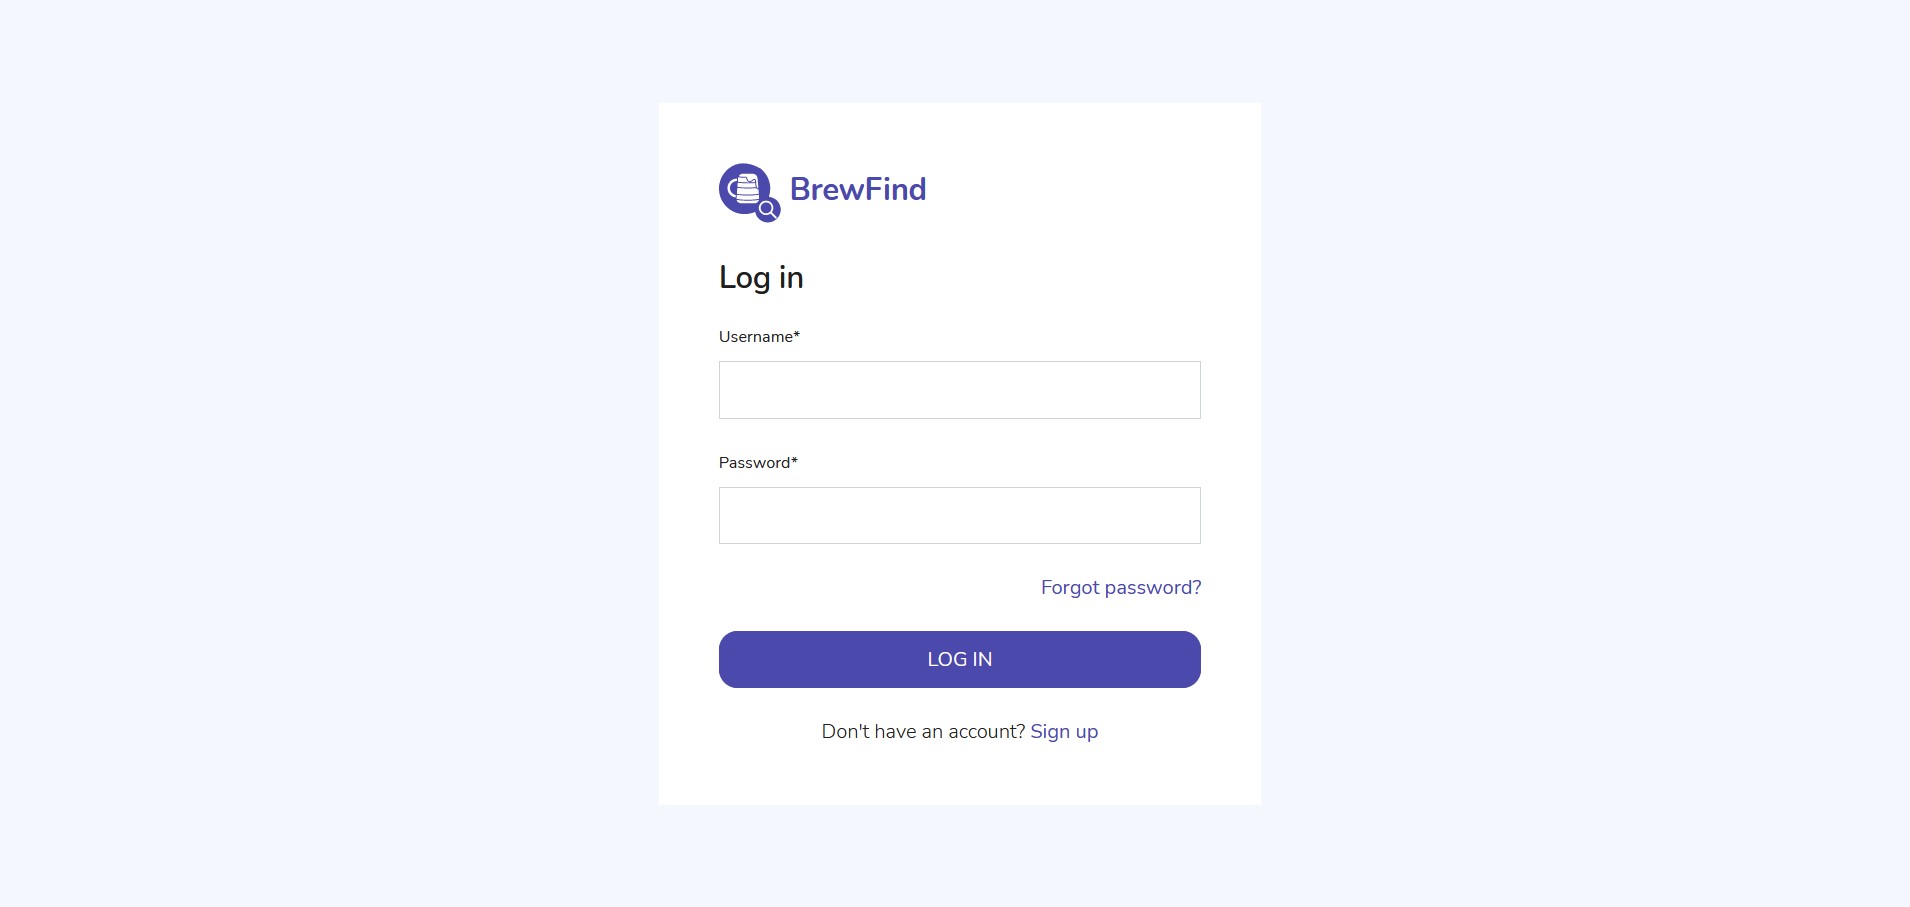 BrewFind
Log in
Username*
Password*
Forgot password?
LOG IN
Don't have an account? Sign up